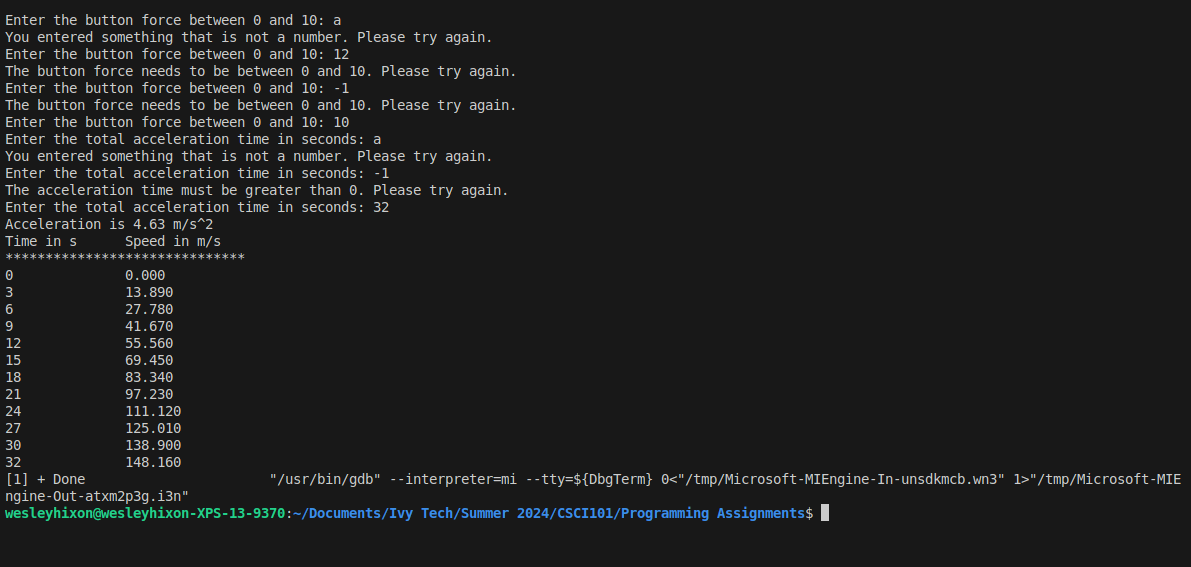 Enter the button force between 0 and 10: a
You entered something that is not a number. Please try again.
Enter the button force between 0 and 10: 12
The button force needs to be between 0 and 10. Please try again.
Enter the button force between 0 and 10: -1
The button force needs to be between 0 and 10. Please try again.
Enter the button force between 0 and 10: 10
Enter the total acceleration time in seconds: a
You entered something that is not a number. Please try again.
Enter the total acceleration time in seconds: -1
The acceleration time must be greater than 0. Please try again.
Enter the total acceleration time in seconds: 32
Acceleration is 4.63 m/s^2
Time in s      Speed in m/s
******************************
0              0.000
3              13.890
6              27.780
9              41.670
12             55.560
15             69.450
18             83.340
21             97.230
24             111.120
27             125.010
30             138.900
32             148.160
[1] + Done                       "/usr/bin/gdb" --interpreter=mi --tty=${DbgTerm} 0<"/tmp/Microsoft-MIEngine-In-unsdkmcb.wn3" 1>"/tmp/Microsoft-MIE
ngine-Out-atxm2p3g.i3n"
wesleyhixon@wesleyhixon-XPS-13-9370:~/Documents/Ivy Tech/Summer 2024/CSCI101/Programming Assignments$